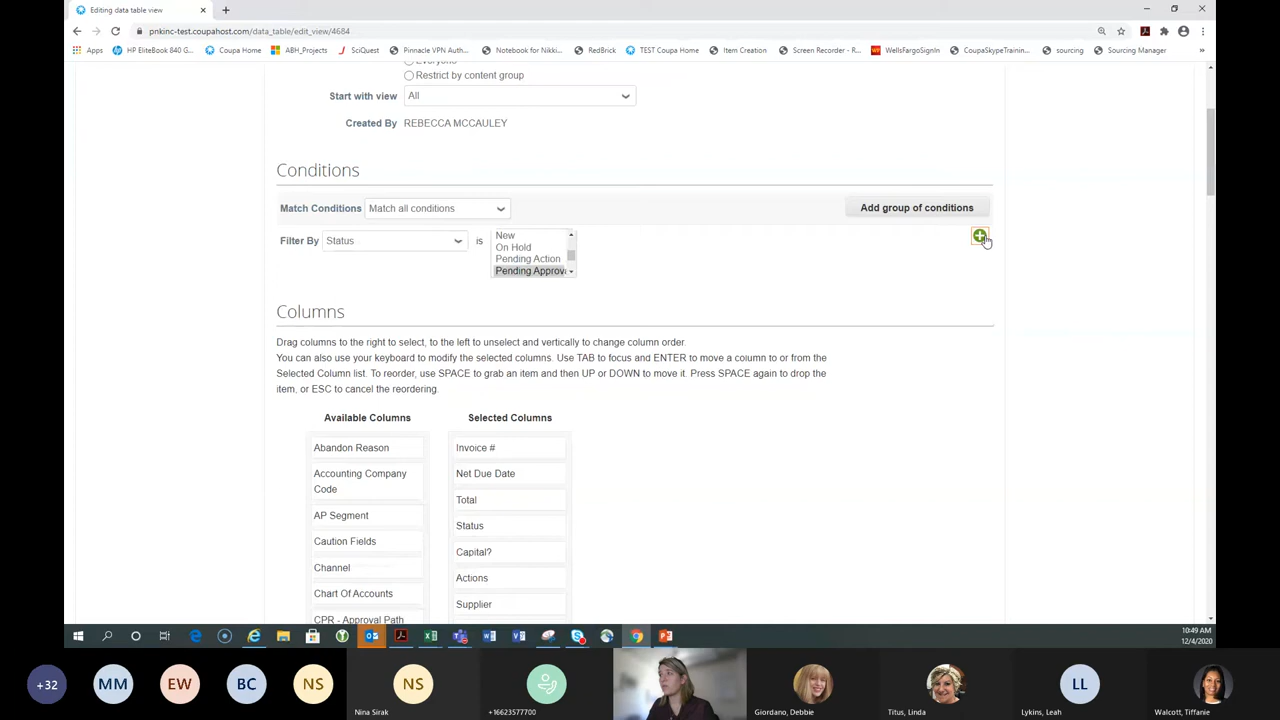 Editing data table view
pnkinc-test.coupahost.com/data_table/edit_view/4684
Apps
HP EliteBook 840 G...
Coupa Home
ABH_Projects
SciQuest
Pinnacle VPN Auth...
Notebook for Nikki...
RedBrick
TEST Coupa Home
Item Creation
Screen Recorder - R...
WellsFargoSignIn
CoupaSkypeTrainin...
sourcing
Sourcing Manager
Everyone
Restrict by content group
Start with view All
Created By REBECCA MCCAULEY
Conditions
Match Conditions Match all conditions
Add group of conditions
Filter By Status is
New
On Hold
Pending Action
Pending Approva
Columns
Drag columns to the right to select, to the left to unselect and vertically to change column order.
You can also use your keyboard to modify the selected columns. Use TAB to focus and ENTER to move a column to or from the
Selected Column list. To reorder, use SPACE to grab an item and then UP or DOWN to move it. Press SPACE again to drop the
item, or ESC to cancel the reordering.
Available Columns
Abandon Reason
Accounting Company
Code
AP Segment
Caution Fields
Channel
Chart Of Accounts
CPR - Approval Path
Selected Columns
Invoice #
Net Due Date
Total
Status
Capital?
Actions
Supplier
10:49 AM
12/4/2020
+32
MM
EW
BC
NS
NS
Nina Sirak
+16623577700
Giordano, Debbie
Titus, Linda
LL
Lykins, Leah
Walcott, Tiffanie